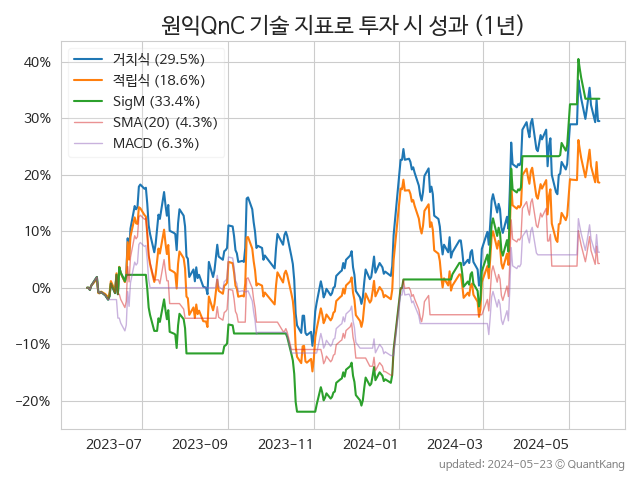 원익QnC 기술 지표로 투자 시 성과 (1년)
거치식 (29.5%)
적립식 (18.6%)
SigM (33.4%)
SMA(20) (4.3%)
MACD (6.3%)
40%
30%
20%
10%
0%
−10%
−20%
2023-07
2023-09
2023-11
2024-01
2024-03
2024-05
updated: 2024-05-23 ⓒ QuantKang